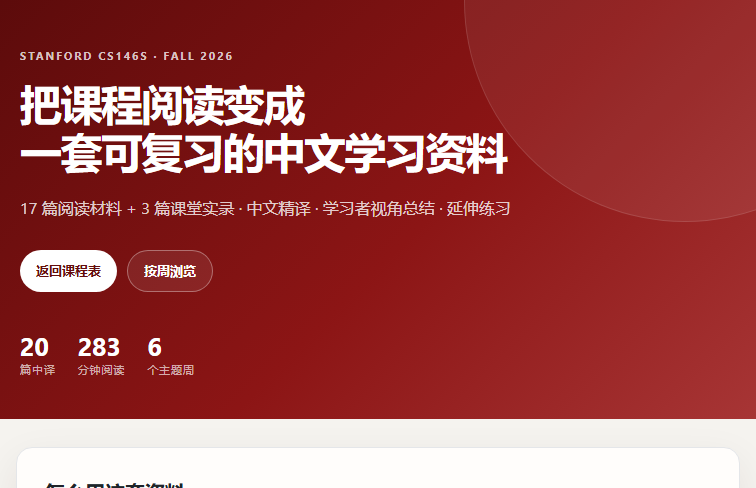 STANFORD CS146S · FALL 2026
把课程阅读变成
一套可复习的中文学习资料
17 篇阅读材料 + 3 篇课堂实录 · 中文精译 · 学习者视角总结 · 延伸练习
返回课程表 按周浏览
20 283 6
篇中译 分钟阅读 个主题周